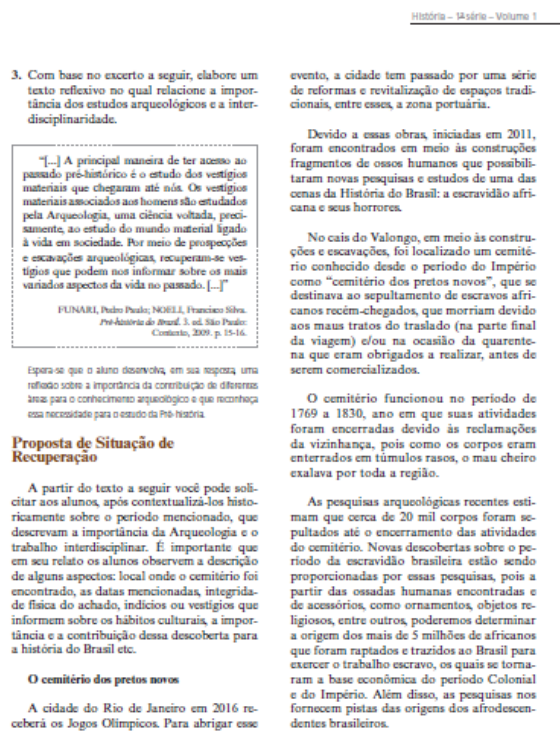 História – 1ª série – Volume 1
3. Com base no excerto a seguir, elabore um
texto reflexivo no qual relacione a impor-
tância dos estudos arqueológicos e a inter-
disciplinaridade.
“[...] A principal maneira de ter acesso ao
passado pré-histórico é o estudo dos vestígios
materiais que chegaram até nós. Os vestígios
materiais associados aos homens são estudados
pela Arqueologia, uma ciência voltada, preci-
samente, ao estudo do mundo material ligado
à vida em sociedade. Por meio de prospecções
e escavações arqueológicas, recuperam-se ves-
tígios que podem nos informar sobre os mais
variados aspectos da vida no passado. [...]”
FUNARI, Pedro Paulo; NOELI, Francisco Silva.
Pré-história do Brasil. 3. ed. São Paulo:
Contexto, 2009. p. 15-16.
Espera-se que o aluno desenvolva, em sua resposta, uma
reflexão sobre a importância da contribuição de diferentes
áreas para o conhecimento arqueológico e que reconheça
essa necessidade para o estudo da Pré-história.
Proposta de Situação de
Recuperação
A partir do texto a seguir você pode soli-
citar aos alunos, após contextualizá-los histo-
ricamente sobre o período mencionado, que
descrevam a importância da Arqueologia e o
trabalho interdisciplinar. É importante que
em seu relato os alunos observem a descrição
de alguns aspectos: local onde o cemitério foi
encontrado, as datas mencionadas, integrida-
de física do achado, indícios ou vestígios que
informem sobre os hábitos culturais, a impor-
tância e a contribuição dessa descoberta para
a história do Brasil etc.
O cemitério dos pretos novos
A cidade do Rio de Janeiro em 2016 re-
ceberá os Jogos Olímpicos. Para abrigar esse
evento, a cidade tem passado por uma série
de reformas e revitalização de espaços tradi-
cionais, entre esses, a zona portuária.
Devido a essas obras, iniciadas em 2011,
foram encontrados em meio às construções
fragmentos de ossos humanos que possibili-
taram novas pesquisas e estudos de uma das
cenas da História do Brasil: a escravidão afri-
cana e seus horrores.
No cais do Valongo, em meio às constru-
ções e escavações, foi localizado um cemité-
rio conhecido desde o período do Império
como “cemitério dos pretos novos”, que se
destinava ao sepultamento de escravos afri-
canos recém-chegados, que morriam devido
aos maus tratos do traslado (na parte final
da viagem) e/ou na ocasião da quarente-
na que eram obrigados a realizar, antes de
serem comercializados.
O cemitério funcionou no período de
1769 a 1830, ano em que suas atividades
foram encerradas devido às reclamações
da vizinhança, pois como os corpos eram
enterrados em túmulos rasos, o mau cheiro
exalava por toda a região.
As pesquisas arqueológicas recentes esti-
mam que cerca de 20 mil corpos foram se-
pultados até o encerramento das atividades
do cemitério. Novas descobertas sobre o pe-
ríodo da escravidão brasileira estão sendo
proporcionadas por essas pesquisas, pois a
partir das ossadas humanas encontradas e
de acessórios, como ornamentos, objetos re-
ligiosos, entre outros, poderemos determinar
a origem dos mais de 5 milhões de africanos
que foram raptados e trazidos ao Brasil para
exercer o trabalho escravo, os quais se torna-
ram a base econômica do período Colonial
e do Império. Além disso, as pesquisas nos
fornecem pistas das origens dos afrodescen-
dentes brasileiros.